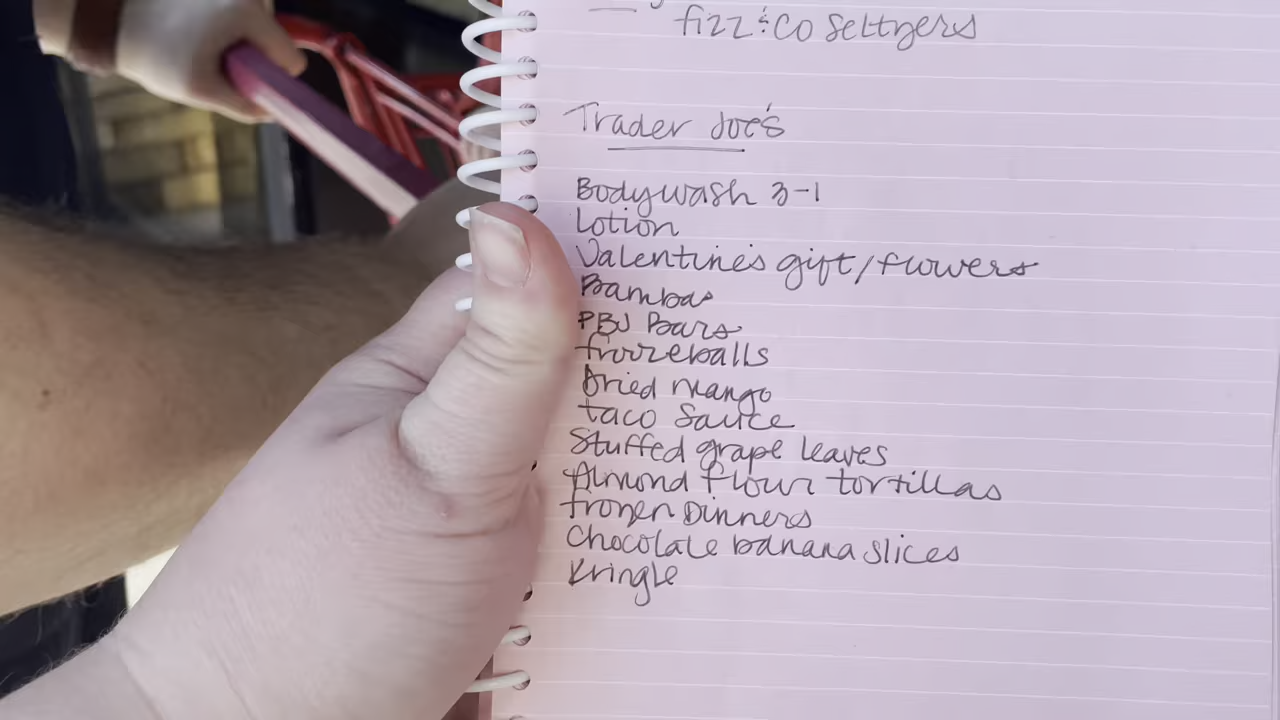 fizz & co Seltzers
Trader Joe's
Bodywash 3-1
Lotion
Valentine's gift/flowers
Bambas
PBJ Bars
Dried mango
taco Sauce
Stuffed grape leaves
Almond flour tortillas
frozen Dinners
Chocolate banana slices
Kringle